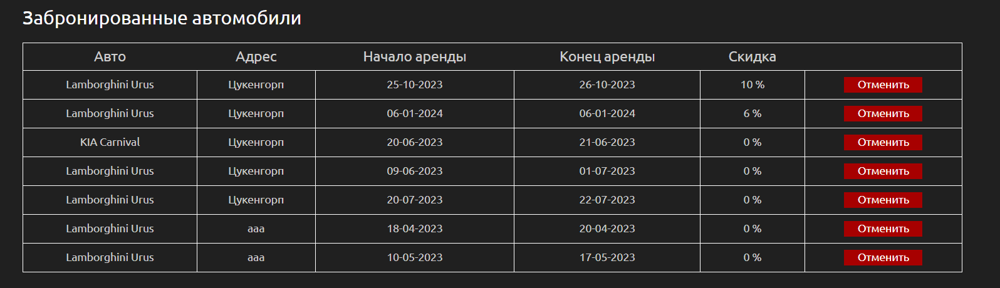 Забронированные автомобили
Авто Адрес Начало аренды Конец аренды Скидка
Lamborghini Urus Цукенгорп 25-10-2023 26-10-2023 10 % Отменить
Lamborghini Urus Цукенгорп 06-01-2024 06-01-2024 6 % Отменить
KIA Carnival Цукенгорп 20-06-2023 21-06-2023 0 % Отменить
Lamborghini Urus Цукенгорп 09-06-2023 01-07-2023 0 % Отменить
Lamborghini Urus Цукенгорп 20-07-2023 22-07-2023 0 % Отменить
Lamborghini Urus ааа 18-04-2023 20-04-2023 0 % Отменить
Lamborghini Urus ааа 10-05-2023 17-05-2023 0 % Отменить